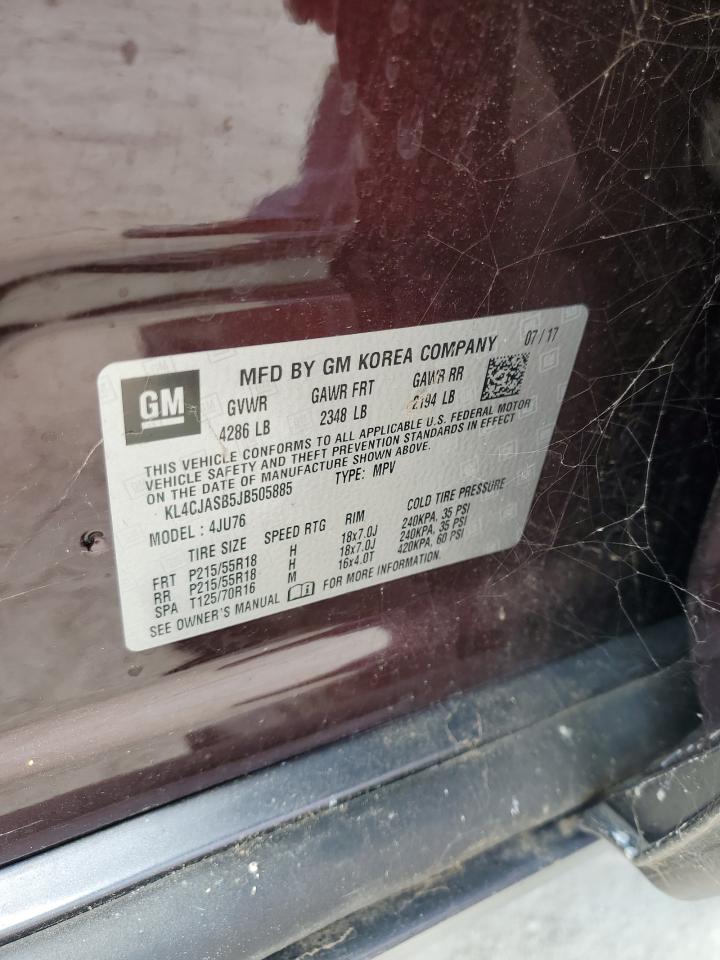 GM
MFD BY GM KOREA COMPANY 07 / 17
GVWR GAWR FRT GAWR RR
4286 LB 2348 LB 2194 LB
THIS VEHICLE CONFORMS TO ALL APPLICABLE U.S. FEDERAL MOTOR
VEHICLE SAFETY AND THEFT PREVENTION STANDARDS IN EFFECT
ON THE DATE OF MANUFACTURE SHOWN ABOVE.
KL4CJASB5JB505885 TYPE: MPV
MODEL : 4JU76
TIRE SIZE SPEED RTG RIM COLD TIRE PRESSURE
FRT P215/55R18 H 18x7.0J 240KPA, 35 PSI
RR P215/55R18 H 18x7.0J 240KPA, 35 PSI
SPA T125/70R16 M 16x4.0T 420KPA, 60 PSI
SEE OWNER'S MANUAL i FOR MORE INFORMATION.